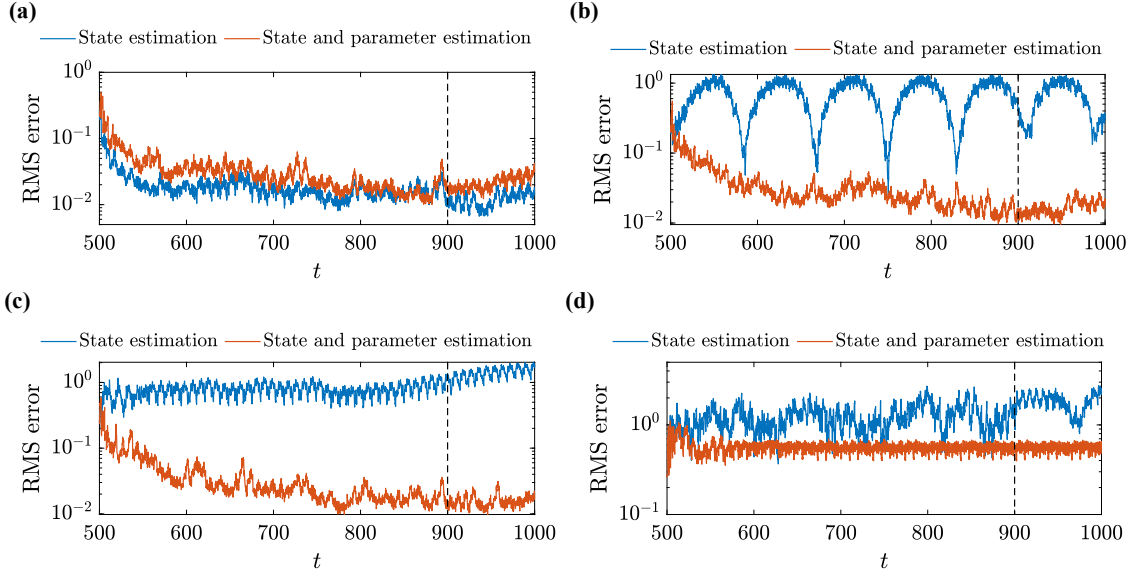 (a)
State estimation State and parameter estimation
10^0
10^-1
10^-2
RMS error
500 600 700 800 900 1000
t
(b)
State estimation State and parameter estimation
10^0
10^-1
10^-2
RMS error
500 600 700 800 900 1000
t
(c)
State estimation State and parameter estimation
10^0
10^-1
10^-2
RMS error
500 600 700 800 900 1000
t
(d)
State estimation State and parameter estimation
10^0
10^-1
RMS error
500 600 700 800 900 1000
t